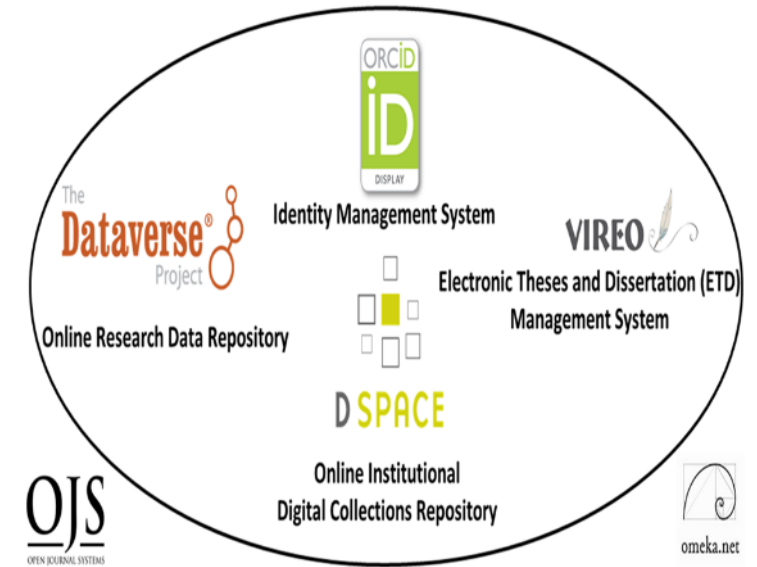 ORCID
iD
DISPLAY
Identity Management System
The
Dataverse®
Project
Online Research Data Repository
VIREO
Electronic Theses and Dissertation (ETD)
Management System
D SPACE
Online Institutional
Digital Collections Repository
OJS
OPEN JOURNAL SYSTEMS
omeka.net